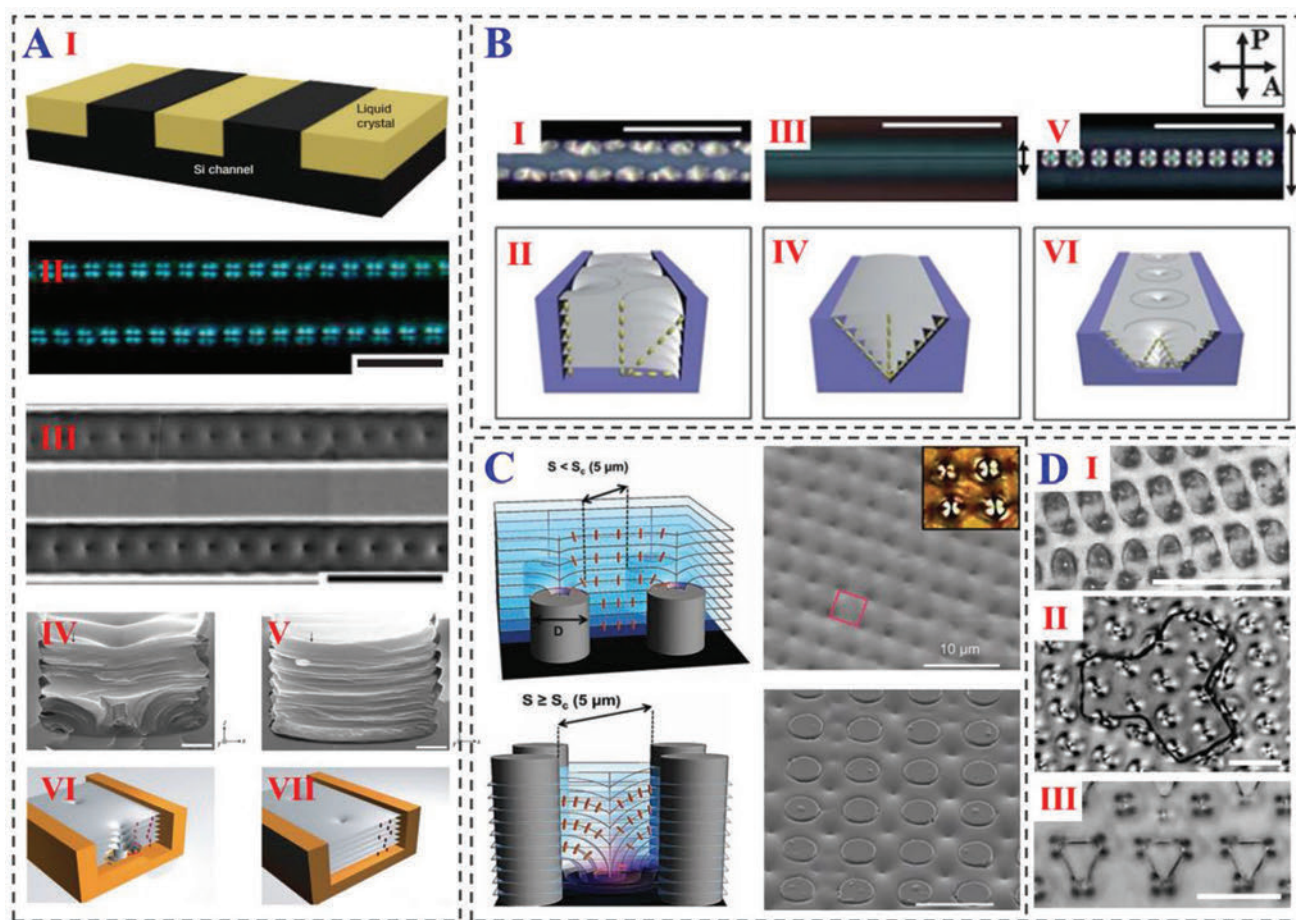 A
I
Liquid
crystal
Si channel
II
III
IV
V
VI
VII
B
P
A
I
III
V
II
IV
VI
C
S < Sc (5 µm)
D
10 µm
S ≥ Sc (5 µm)
D
I
II
III